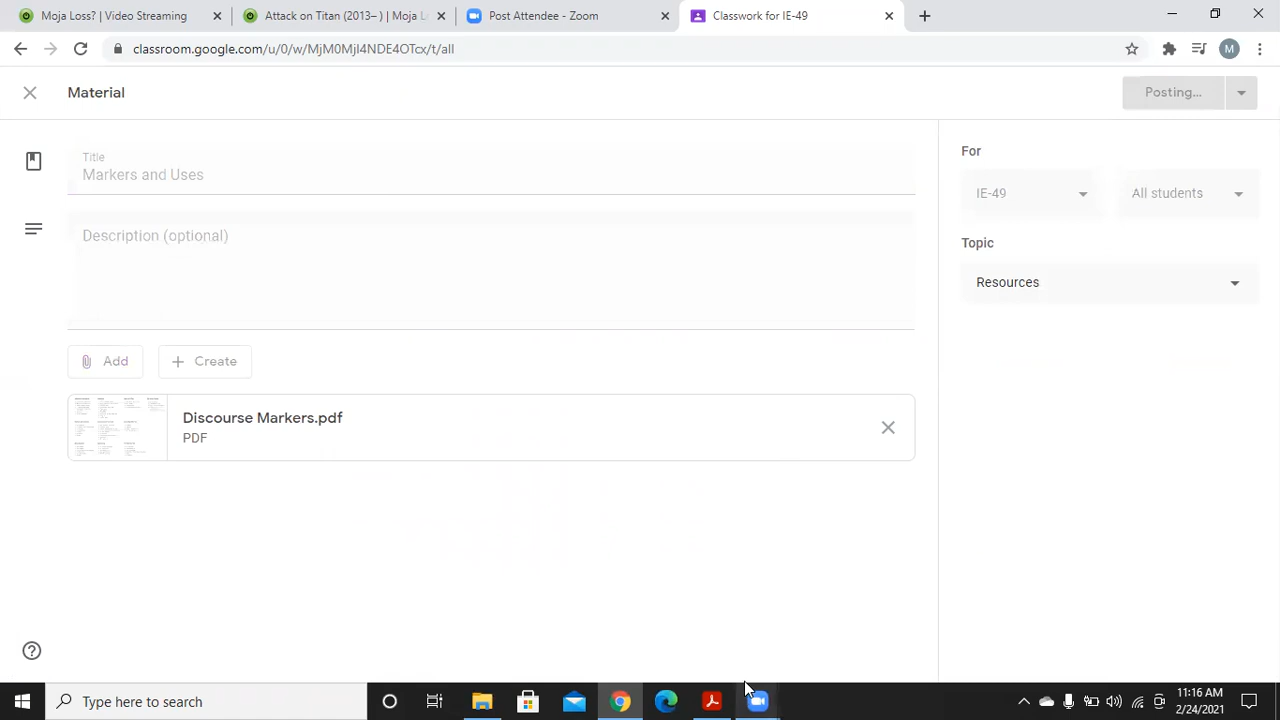 Moja Loss? | Video Streaming
Attack on Titan (2013– ) | Moja L
Post Attendee - Zoom
Classwork for IE-49
classroom.google.com/u/0/w/MjM0MjI4NDE4OTcx/t/all
M
Material
Posting...
Title
Markers and Uses
Description (optional)
Add
Create
Discourse Markers.pdf
PDF
For
IE-49
All students
Topic
Resources
Type here to search
11:16 AM
2/24/2021